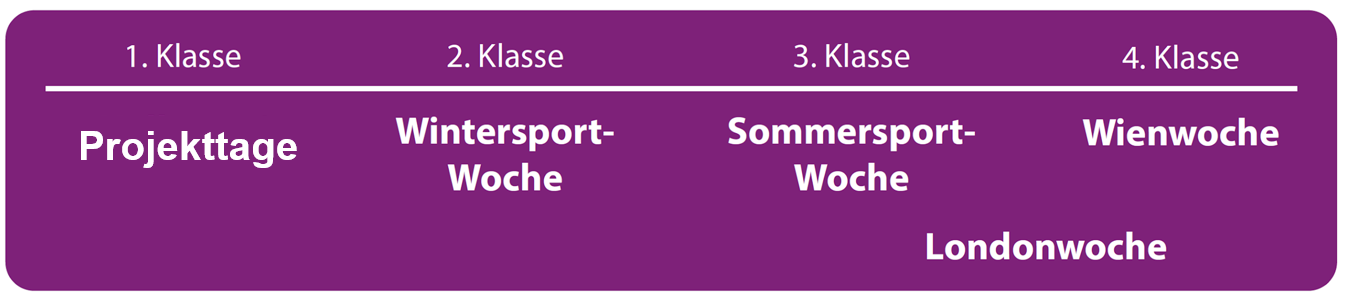 1. Klasse 2. Klasse 3. Klasse 4. Klasse
Projekttage
Wintersport-
Woche
Sommersport-
Woche
Wienwoche
Londonwoche